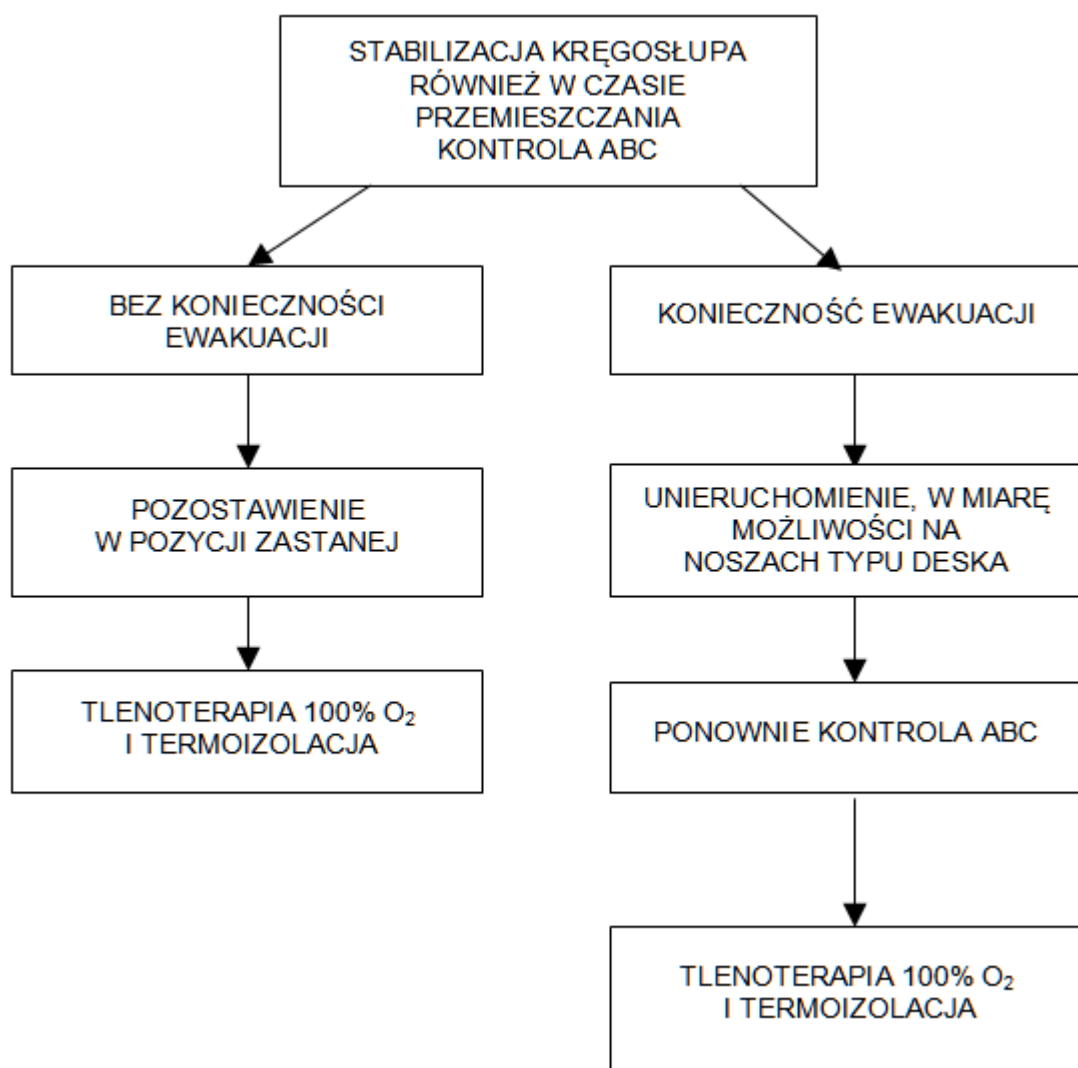 STABILIZACJA KRĘGOSŁUPA
RÓWNIEŻ W CZASIE
PRZEMIESZCZANIA
KONTROLA ABC
BEZ KONIECZNOŚCI
EWAKUACJI
POZOSTAWIENIE
W POZYCJI ZASTANEJ
TLENOTERAPIA 100% O₂
I TERMOIZOLACJA
KONIECZNOŚĆ EWAKUACJI
UNIERUCHOMIENIE, W MIARĘ
MOŻLIWOŚCI NA
NOSZACH TYPU DESKA
PONOWNIE KONTROLA ABC
TLENOTERAPIA 100% O₂
I TERMOIZOLACJA